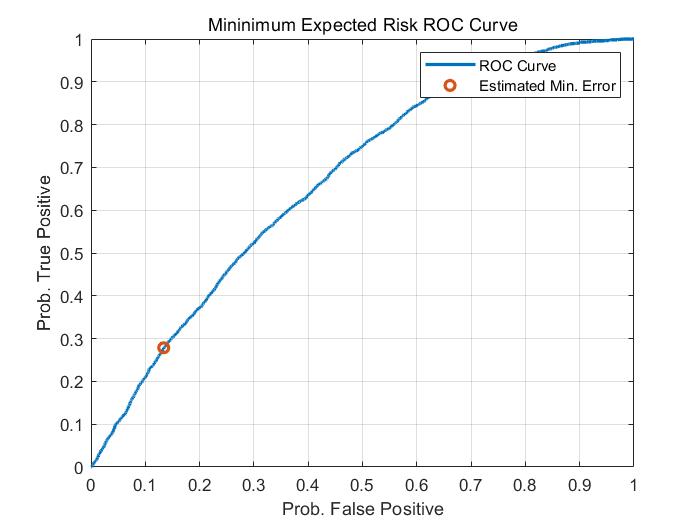 Mininimum Expected Risk ROC Curve
1
0.9
0.8
0.7
0.6
0.5
0.4
0.3
0.2
0.1
0
Prob. True Positive
ROC Curve
Estimated Min. Error
0 0.1 0.2 0.3 0.4 0.5 0.6 0.7 0.8 0.9 1
Prob. False Positive